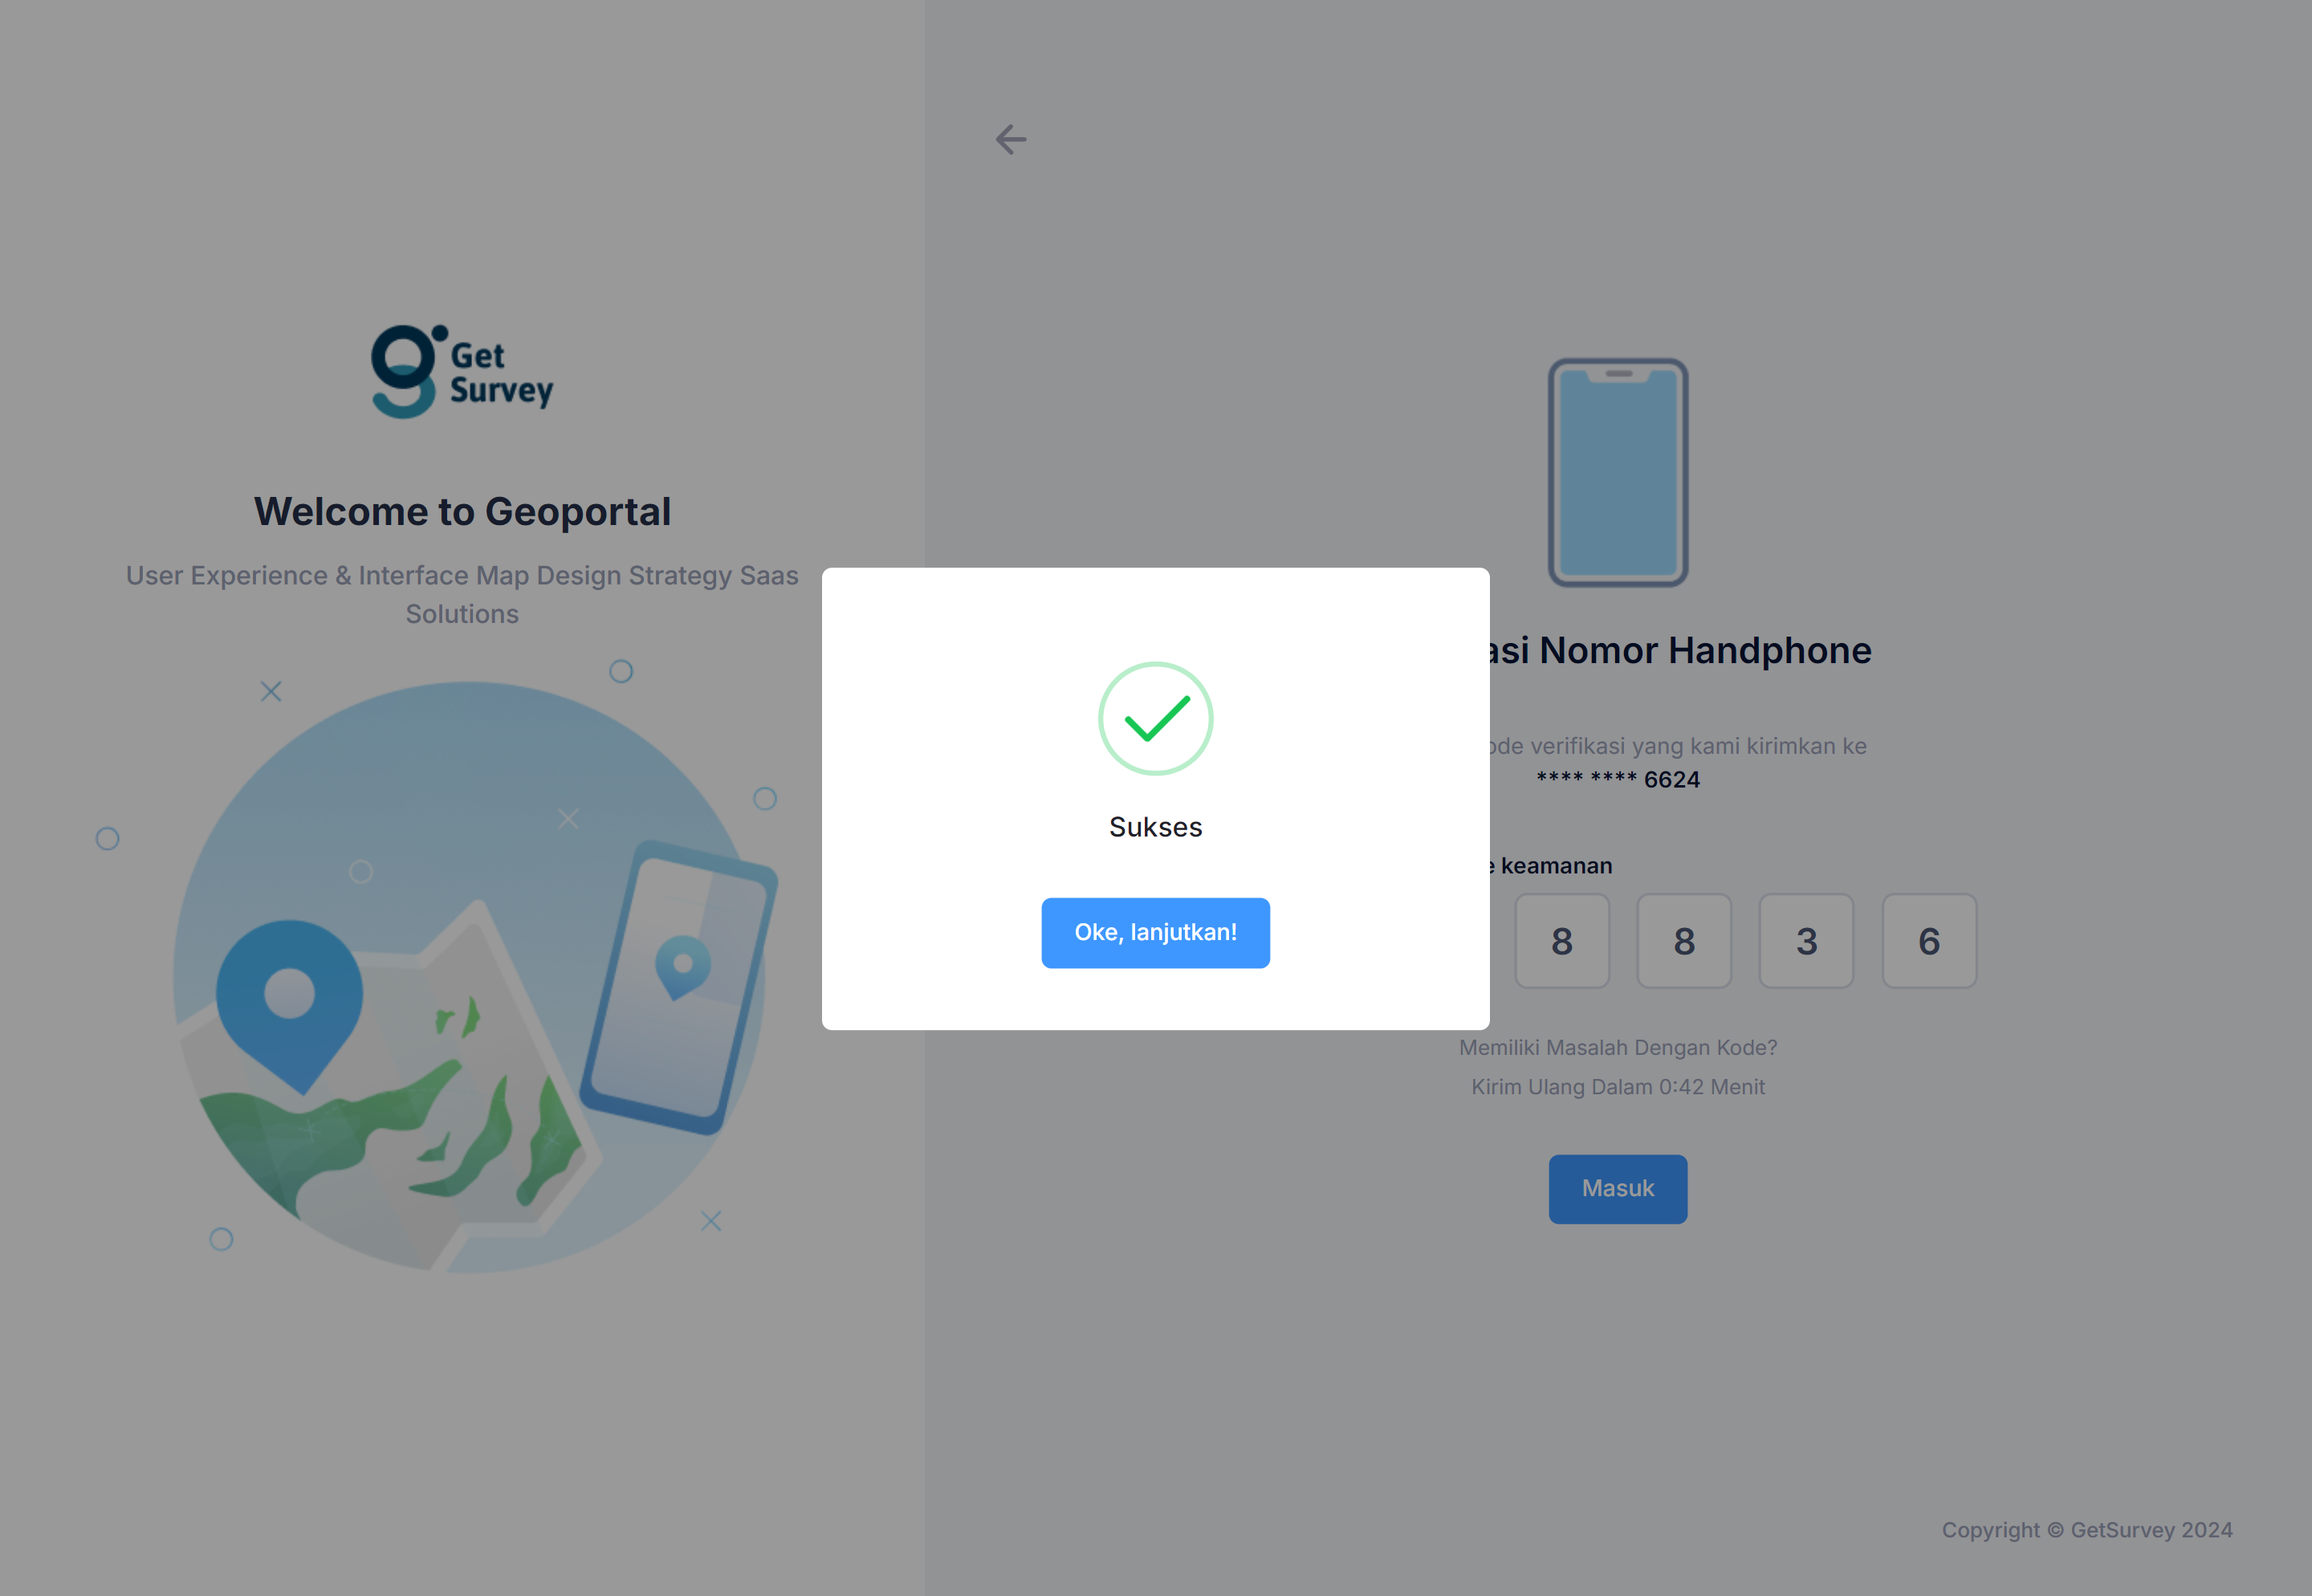 Get
Survey
Welcome to Geoportal
User Experience & Interface Map Design Strategy Saas
Solutions
Sukses
Oke, lanjutkan!
Nomor Handphone
verifikasi yang kami kirimkan ke
**** **** 6624
keamanan
8 8 3 6
Memiliki Masalah Dengan Kode?
Kirim Ulang Dalam 0:42 Menit
Masuk
Copyright © GetSurvey 2024